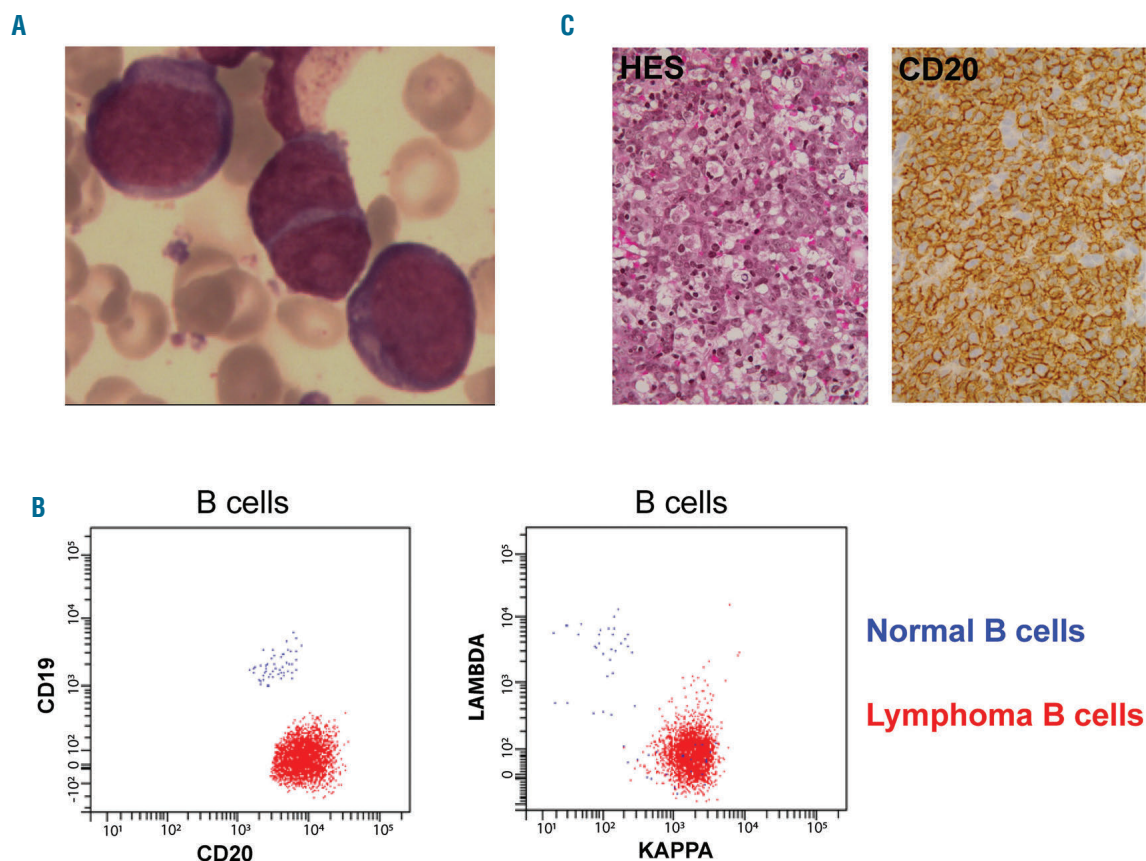 A
C
HES
CD20
B
B cells
CD19
10⁵
10⁴
10³
10²
0
-10²
10¹ 10² 10³ 10⁴ 10⁵
CD20
B cells
LAMBDA
10⁵
10⁴
10³
10²
0
10¹ 10² 10³ 10⁴ 10⁵
KAPPA
Normal B cells
Lymphoma B cells